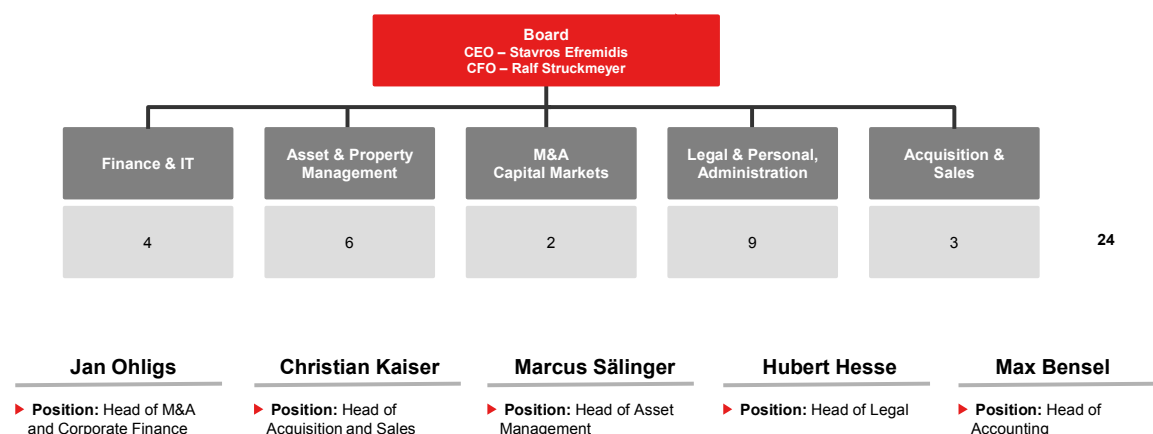 Board
CEO – Stavros Efremidis
CFO – Ralf Struckmeyer
Finance & IT
Asset & Property
Management
M&A
Capital Markets
Legal & Personal,
Administration
Acquisition &
Sales
4
6
2
9
3
24
Jan Ohligs
Christian Kaiser
Marcus Sälinger
Hubert Hesse
Max Bensel
Position: Head of M&A
and Corporate Finance
Position: Head of
Acquisition and Sales
Position: Head of Asset
Management
Position: Head of Legal
Position: Head of
Accounting